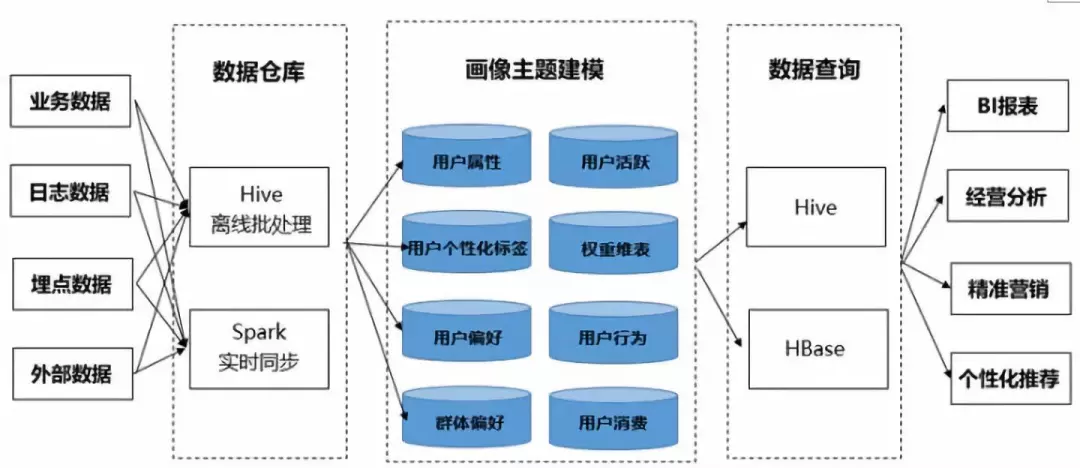 数据仓库
画像主题建模
数据查询
业务数据
日志数据
埋点数据
外部数据
Hive
离线批处理
Spark
实时同步
用户属性
用户活跃
用户个性化标签
权重堆表
用户偏好
用户行为
群体偏好
用户消费
Hive
HBase
BI报表
经营分析
精准营销
个性化推荐